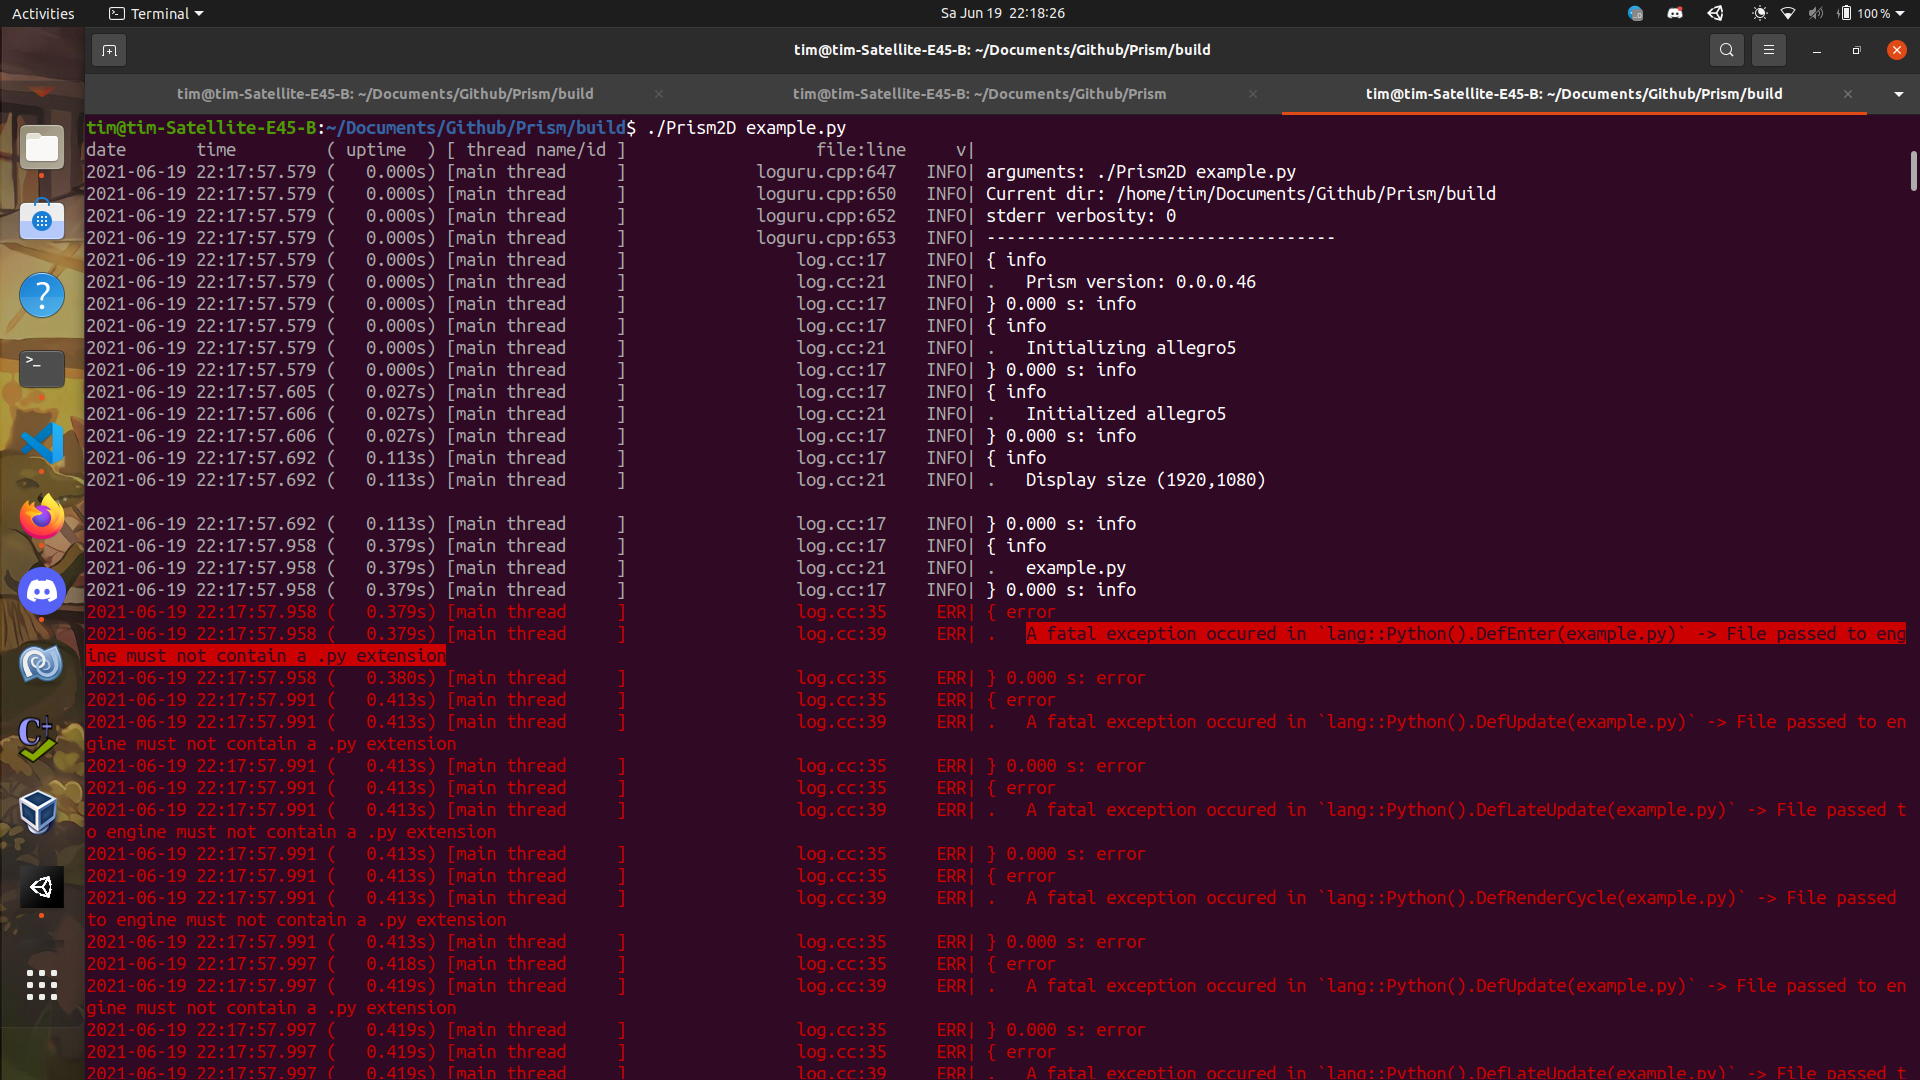 Activities
Terminal
Sa Jun 19 22:18:26
100 %
tim@tim-Satellite-E45-B: ~/Documents/Github/Prism/build
tim@tim-Satellite-E45-B: ~/Documents/Github/Prism/build
tim@tim-Satellite-E45-B: ~/Documents/Github/Prism
tim@tim-Satellite-E45-B: ~/Documents/Github/Prism/build
tim@tim-Satellite-E45-B:~/Documents/Github/Prism/build$ ./Prism2D example.py
date       time         ( uptime  ) [ thread name/id ]                   file:line     v|
2021-06-19 22:17:57.579 (   0.000s) [main thread     ]             loguru.cpp:647   INFO| arguments: ./Prism2D example.py
2021-06-19 22:17:57.579 (   0.000s) [main thread     ]             loguru.cpp:650   INFO| Current dir: /home/tim/Documents/Github/Prism/build
2021-06-19 22:17:57.579 (   0.000s) [main thread     ]             loguru.cpp:652   INFO| stderr verbosity: 0
2021-06-19 22:17:57.579 (   0.000s) [main thread     ]             loguru.cpp:653   INFO| -----------------------------------
2021-06-19 22:17:57.579 (   0.000s) [main thread     ]                 log.cc:17    INFO| { info
2021-06-19 22:17:57.579 (   0.000s) [main thread     ]                 log.cc:21    INFO| .   Prism version: 0.0.0.46
2021-06-19 22:17:57.579 (   0.000s) [main thread     ]                 log.cc:17    INFO| } 0.000 s: info
2021-06-19 22:17:57.579 (   0.000s) [main thread     ]                 log.cc:17    INFO| { info
2021-06-19 22:17:57.579 (   0.000s) [main thread     ]                 log.cc:21    INFO| .   Initializing allegro5
2021-06-19 22:17:57.579 (   0.000s) [main thread     ]                 log.cc:17    INFO| } 0.000 s: info
2021-06-19 22:17:57.605 (   0.027s) [main thread     ]                 log.cc:17    INFO| { info
2021-06-19 22:17:57.606 (   0.027s) [main thread     ]                 log.cc:21    INFO| .   Initialized allegro5
2021-06-19 22:17:57.606 (   0.027s) [main thread     ]                 log.cc:17    INFO| } 0.000 s: info
2021-06-19 22:17:57.692 (   0.113s) [main thread     ]                 log.cc:17    INFO| { info
2021-06-19 22:17:57.692 (   0.113s) [main thread     ]                 log.cc:21    INFO| .   Display size (1920,1080)
2021-06-19 22:17:57.692 (   0.113s) [main thread     ]                 log.cc:17    INFO| } 0.000 s: info
2021-06-19 22:17:57.958 (   0.379s) [main thread     ]                 log.cc:17    INFO| { info
2021-06-19 22:17:57.958 (   0.379s) [main thread     ]                 log.cc:21    INFO| .   example.py
2021-06-19 22:17:57.958 (   0.379s) [main thread     ]                 log.cc:17    INFO| } 0.000 s: info
2021-06-19 22:17:57.958 (   0.379s) [main thread     ]                 log.cc:35     ERR| { error
2021-06-19 22:17:57.958 (   0.379s) [main thread     ]                 log.cc:39     ERR| .   A fatal exception occured in `lang::Python().DefEnter(example.py)` -> File passed to eng
ine must not contain a .py extension
2021-06-19 22:17:57.958 (   0.380s) [main thread     ]                 log.cc:35     ERR| } 0.000 s: error
2021-06-19 22:17:57.991 (   0.413s) [main thread     ]                 log.cc:35     ERR| { error
2021-06-19 22:17:57.991 (   0.413s) [main thread     ]                 log.cc:39     ERR| .   A fatal exception occured in `lang::Python().DefUpdate(example.py)` -> File passed to en
gine must not contain a .py extension
2021-06-19 22:17:57.991 (   0.413s) [main thread     ]                 log.cc:35     ERR| } 0.000 s: error
2021-06-19 22:17:57.991 (   0.413s) [main thread     ]                 log.cc:35     ERR| { error
2021-06-19 22:17:57.991 (   0.413s) [main thread     ]                 log.cc:39     ERR| .   A fatal exception occured in `lang::Python().DefLateUpdate(example.py)` -> File passed t
o engine must not contain a .py extension
2021-06-19 22:17:57.991 (   0.413s) [main thread     ]                 log.cc:35     ERR| } 0.000 s: error
2021-06-19 22:17:57.991 (   0.413s) [main thread     ]                 log.cc:35     ERR| { error
2021-06-19 22:17:57.991 (   0.413s) [main thread     ]                 log.cc:39     ERR| .   A fatal exception occured in `lang::Python().DefRenderCycle(example.py)` -> File passed
to engine must not contain a .py extension
2021-06-19 22:17:57.991 (   0.413s) [main thread     ]                 log.cc:35     ERR| } 0.000 s: error
2021-06-19 22:17:57.997 (   0.418s) [main thread     ]                 log.cc:35     ERR| { error
2021-06-19 22:17:57.997 (   0.419s) [main thread     ]                 log.cc:39     ERR| .   A fatal exception occured in `lang::Python().DefUpdate(example.py)` -> File passed to en
gine must not contain a .py extension
2021-06-19 22:17:57.997 (   0.419s) [main thread     ]                 log.cc:35     ERR| } 0.000 s: error
2021-06-19 22:17:57.997 (   0.419s) [main thread     ]                 log.cc:35     ERR| { error
2021-06-19 22:17:57.997 (   0.419s) [main thread     ]                 log.cc:39     ERR| .   A fatal exception occured in `lang::Python().DefLateUpdate(example.py)` -> File passed t